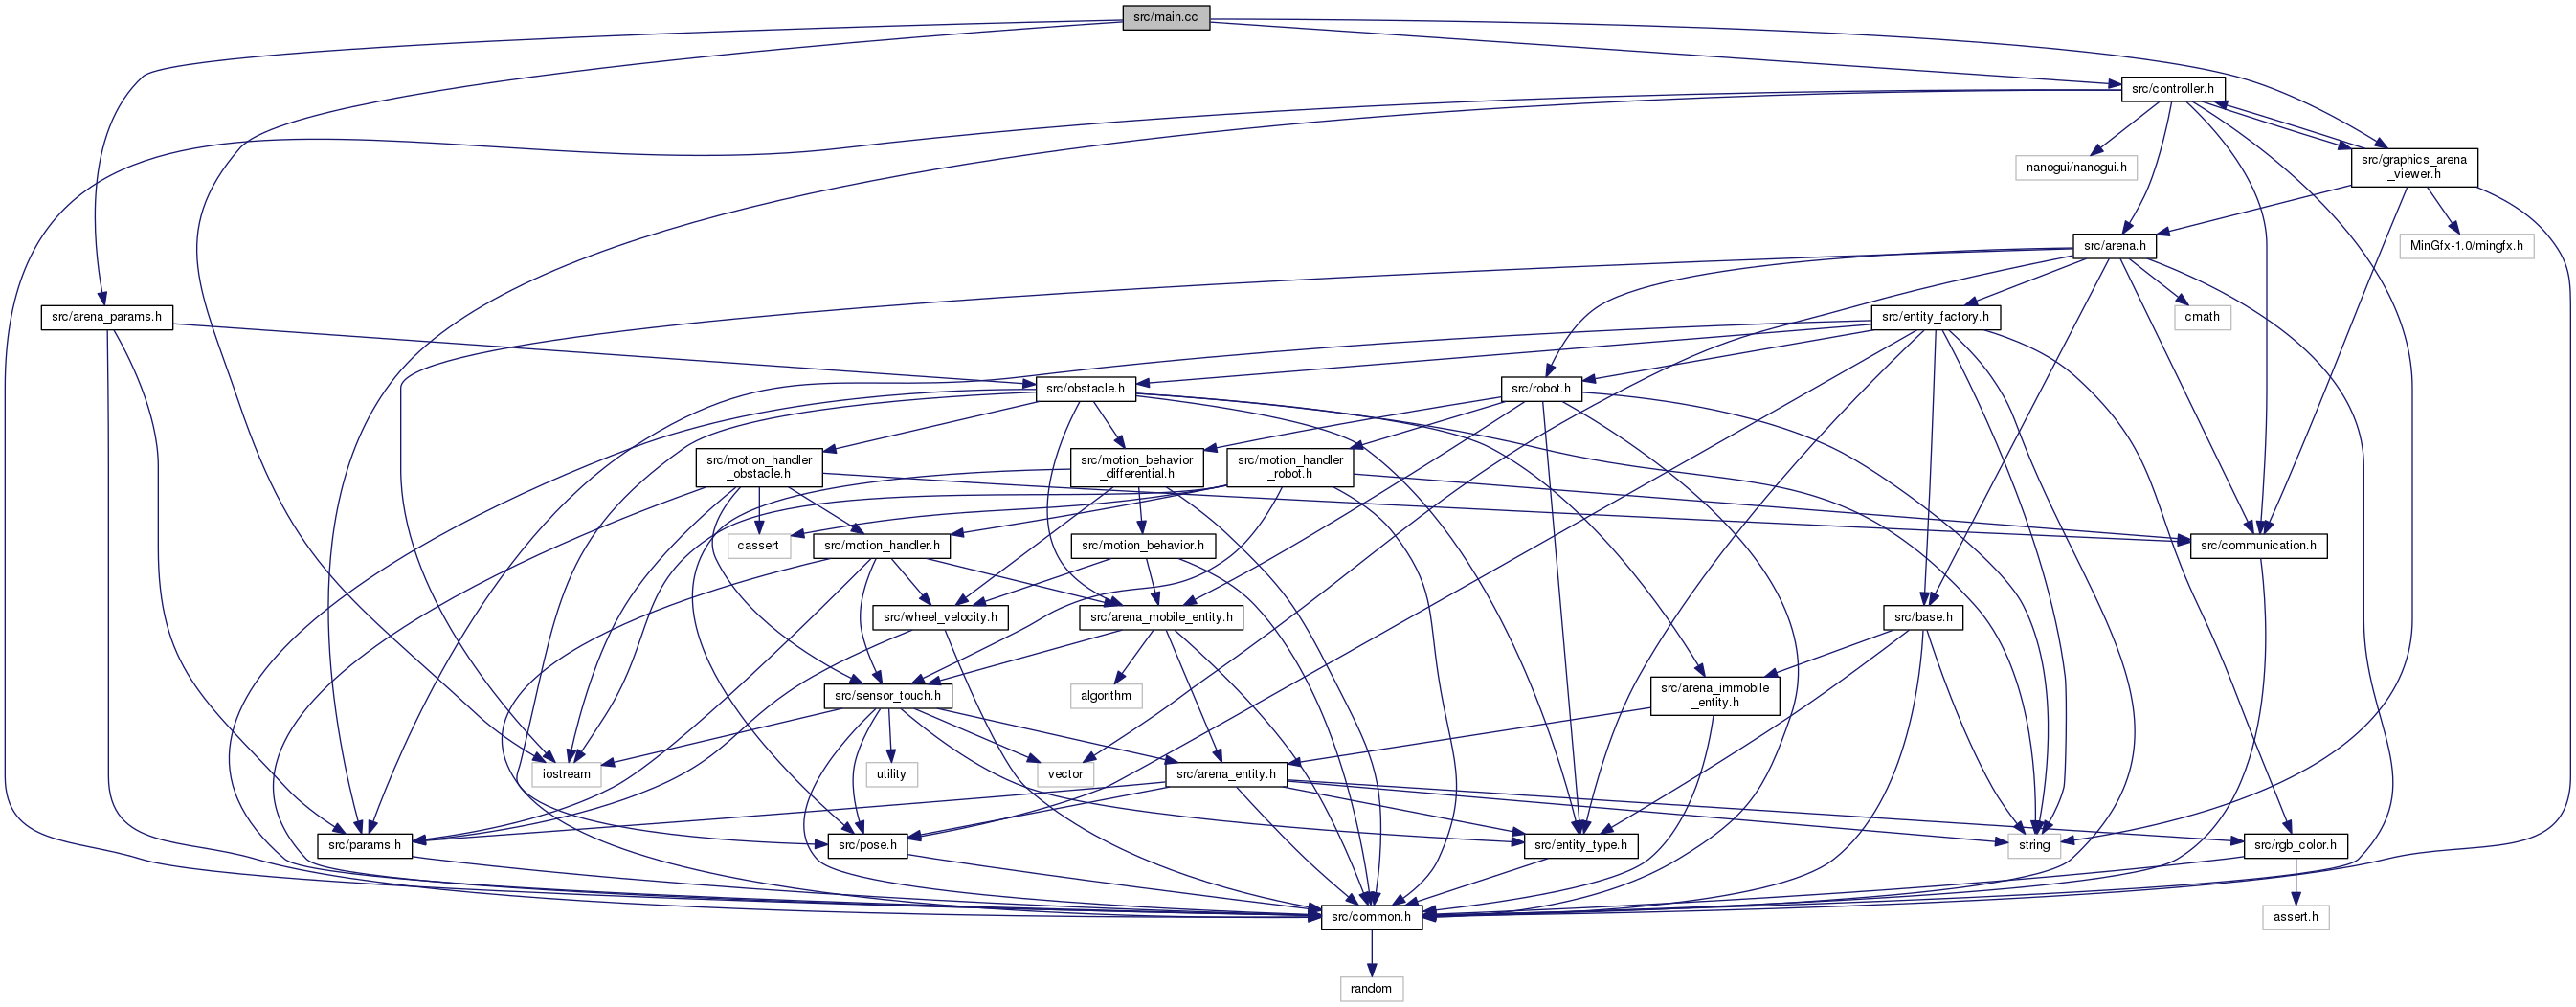 src/main.cc
src/controller.h
nanogui/nanogui.h
src/graphics_arena
_viewer.h
src/arena.h
MinGfx-1.0/mingfx.h
src/arena_params.h
src/entity_factory.h
cmath
src/obstacle.h
src/robot.h
src/motion_handler
_obstacle.h
src/motion_behavior
_differential.h
src/motion_handler
_robot.h
cassert
src/motion_handler.h
src/motion_behavior.h
src/communication.h
src/wheel_velocity.h
src/arena_mobile_entity.h
src/base.h
src/sensor_touch.h
algorithm
src/arena_immobile
_entity.h
iostream
utility
vector
src/arena_entity.h
src/params.h
src/pose.h
src/entity_type.h
string
src/rgb_color.h
src/common.h
assert.h
random